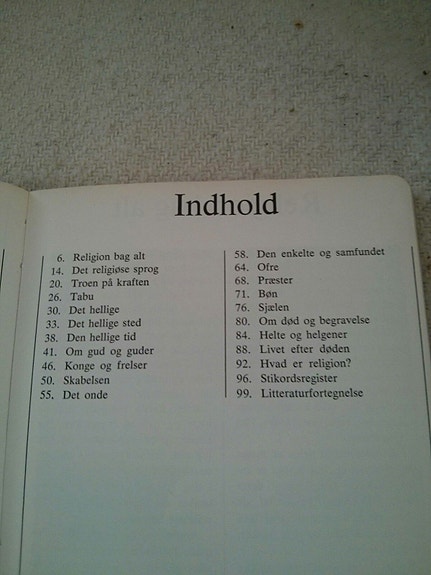 Indhold
6. Religion bag alt
14. Det religiøse sprog
20. Troen på kraften
26. Tabu
30. Det hellige
33. Det hellige sted
38. Den hellige tid
41. Om gud og guder
46. Konge og frelser
50. Skabelsen
55. Det onde
58. Den enkelte og samfundet
64. Ofre
68. Præster
71. Bøn
76. Sjælen
80. Om død og begravelse
84. Helte og helgener
88. Livet efter døden
92. Hvad er religion?
96. Stikordsregister
99. Litteraturfortegnelse